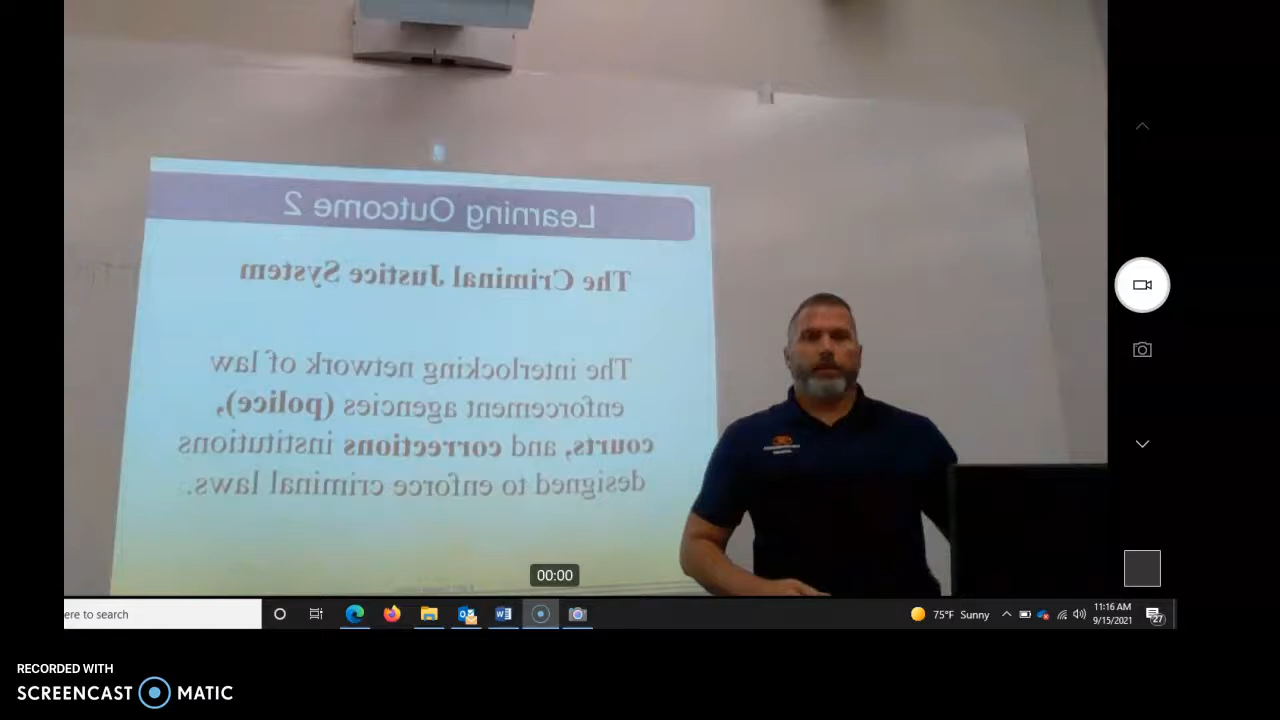 Learning Outcome 2
The Criminal Justice System
The interlocking network of law
enforcement agencies (police),
courts, and corrections institutions
designed to enforce criminal laws.
00:00
ere to search
75°F Sunny
11:16 AM
9/15/2021
27
RECORDED WITH
SCREENCAST MATIC